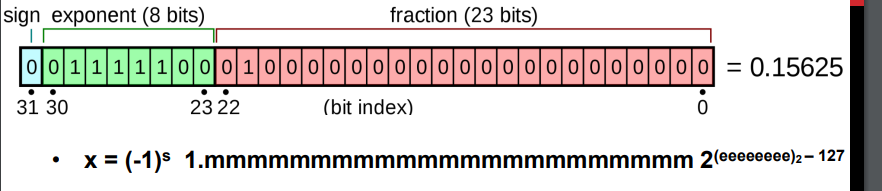 sign exponent (8 bits) fraction (23 bits)
0 0 1 1 1 1 1 0 0 0 1 0 0 0 0 0 0 0 0 0 0 0 0 0 0 0 0 0 0 0 0 0 = 0.15625
31 30 23 22 (bit index) 0
• x = (-1)ˢ 1.mmmmmmmmmmmmmmmmmmmmmmm 2⁽ᵉᵉᵉᵉᵉᵉᵉᵉ⁾₂⁻ ¹²⁷